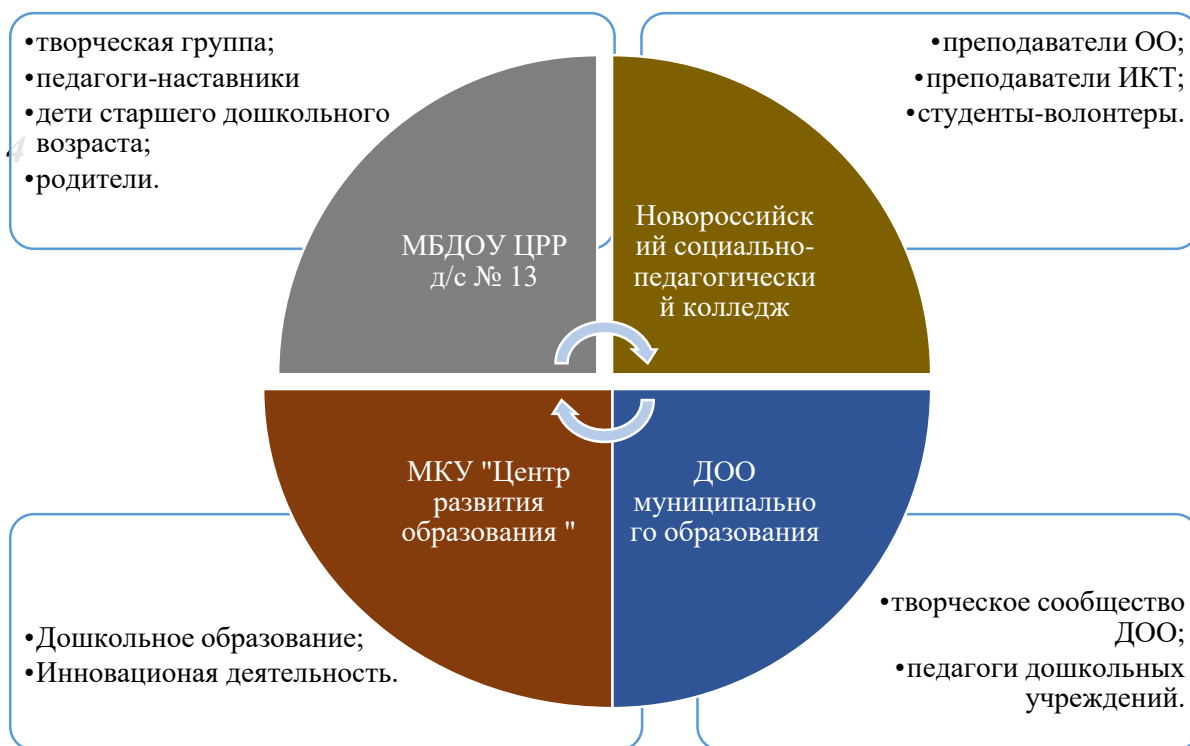 •творческая группа;
•педагоги-наставники
•дети старшего дошкольного
возраста;
•родители.
4
•преподаватели ОО;
•преподаватели ИКТ;
•студенты-волонтеры.
МБДОУ ЦРР
д/с № 13
Новороссийск
ий социально-
педагогически
й колледж
МКУ "Центр
развития
образования "
ДОО
муниципально
го образования
•Дошкольное образование;
•Инновационая деятельность.
•творческое сообщество
ДОО;
•педагоги дошкольных
учреждений.